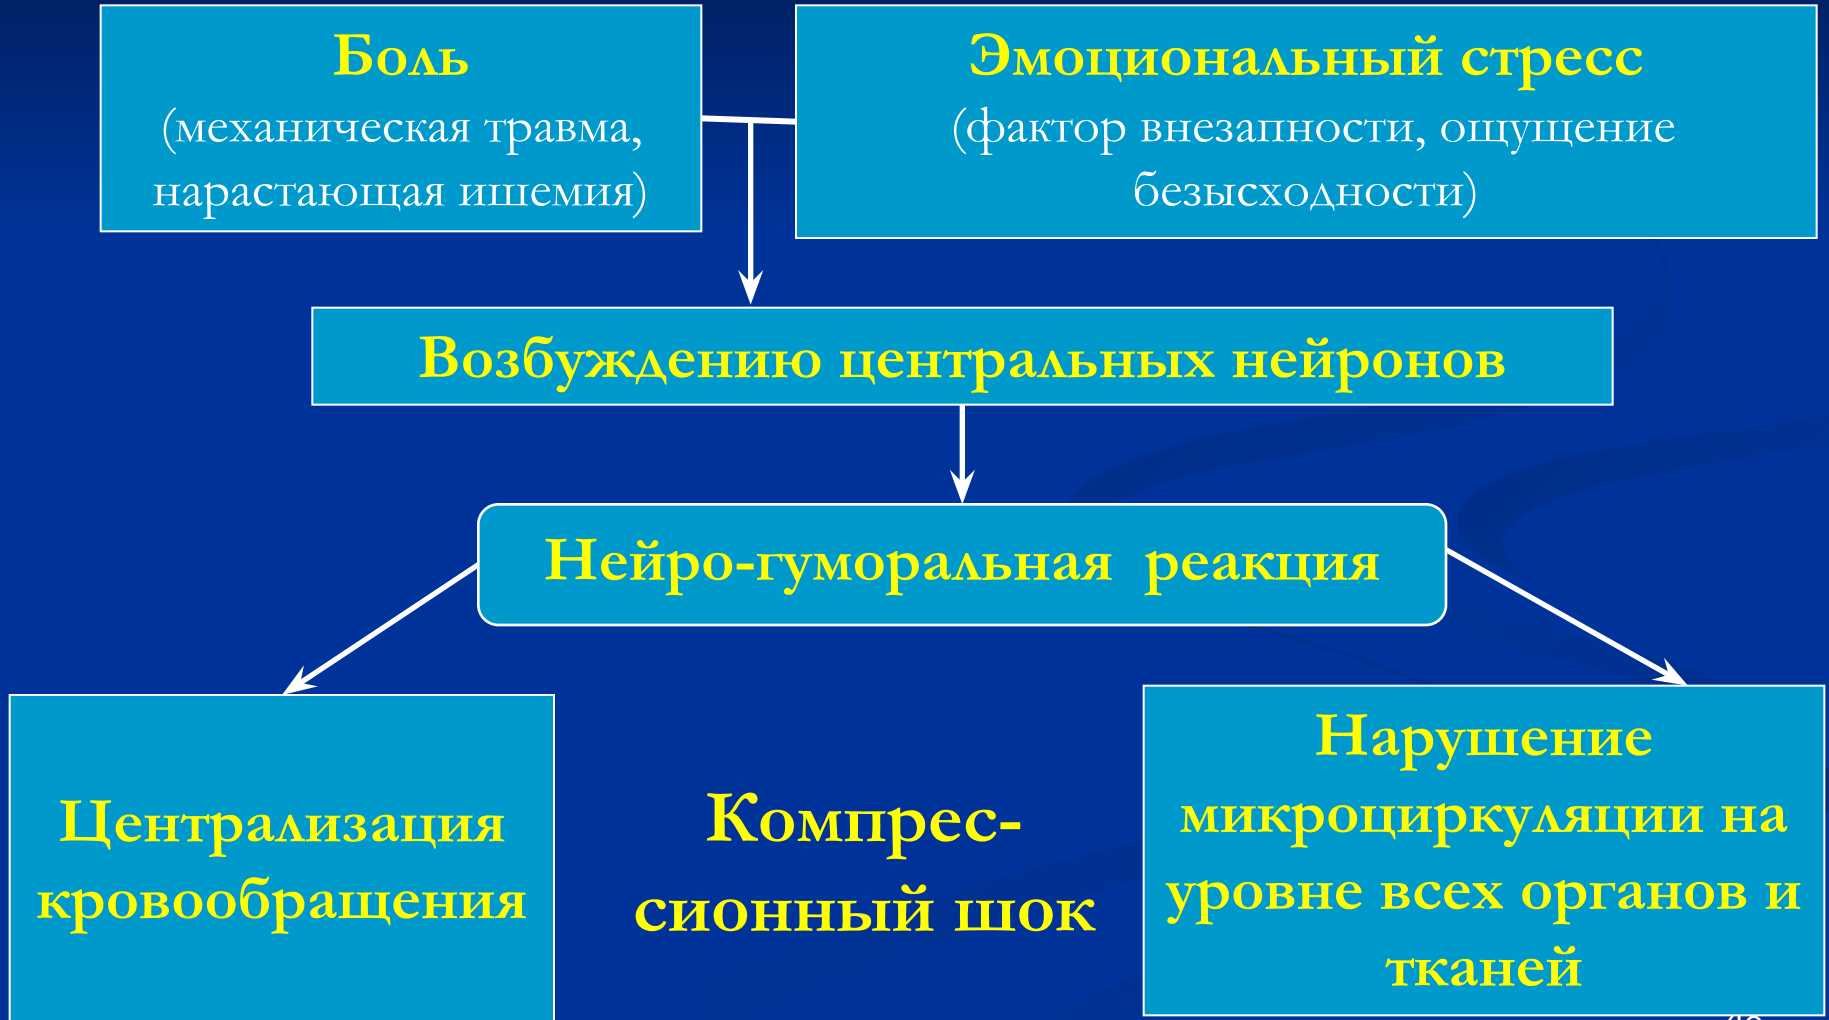 Боль
(механическая травма,
нарастающая ишемия)
Эмоциональный стресс
(фактор внезапности, ощущение
безысходности)
Возбуждению центральных нейронов
Нейро-гуморальная реакция
Централизация
кровообращения
Компрес-
сионный шок
Нарушение
микроциркуляции на
уровне всех органов и
тканей